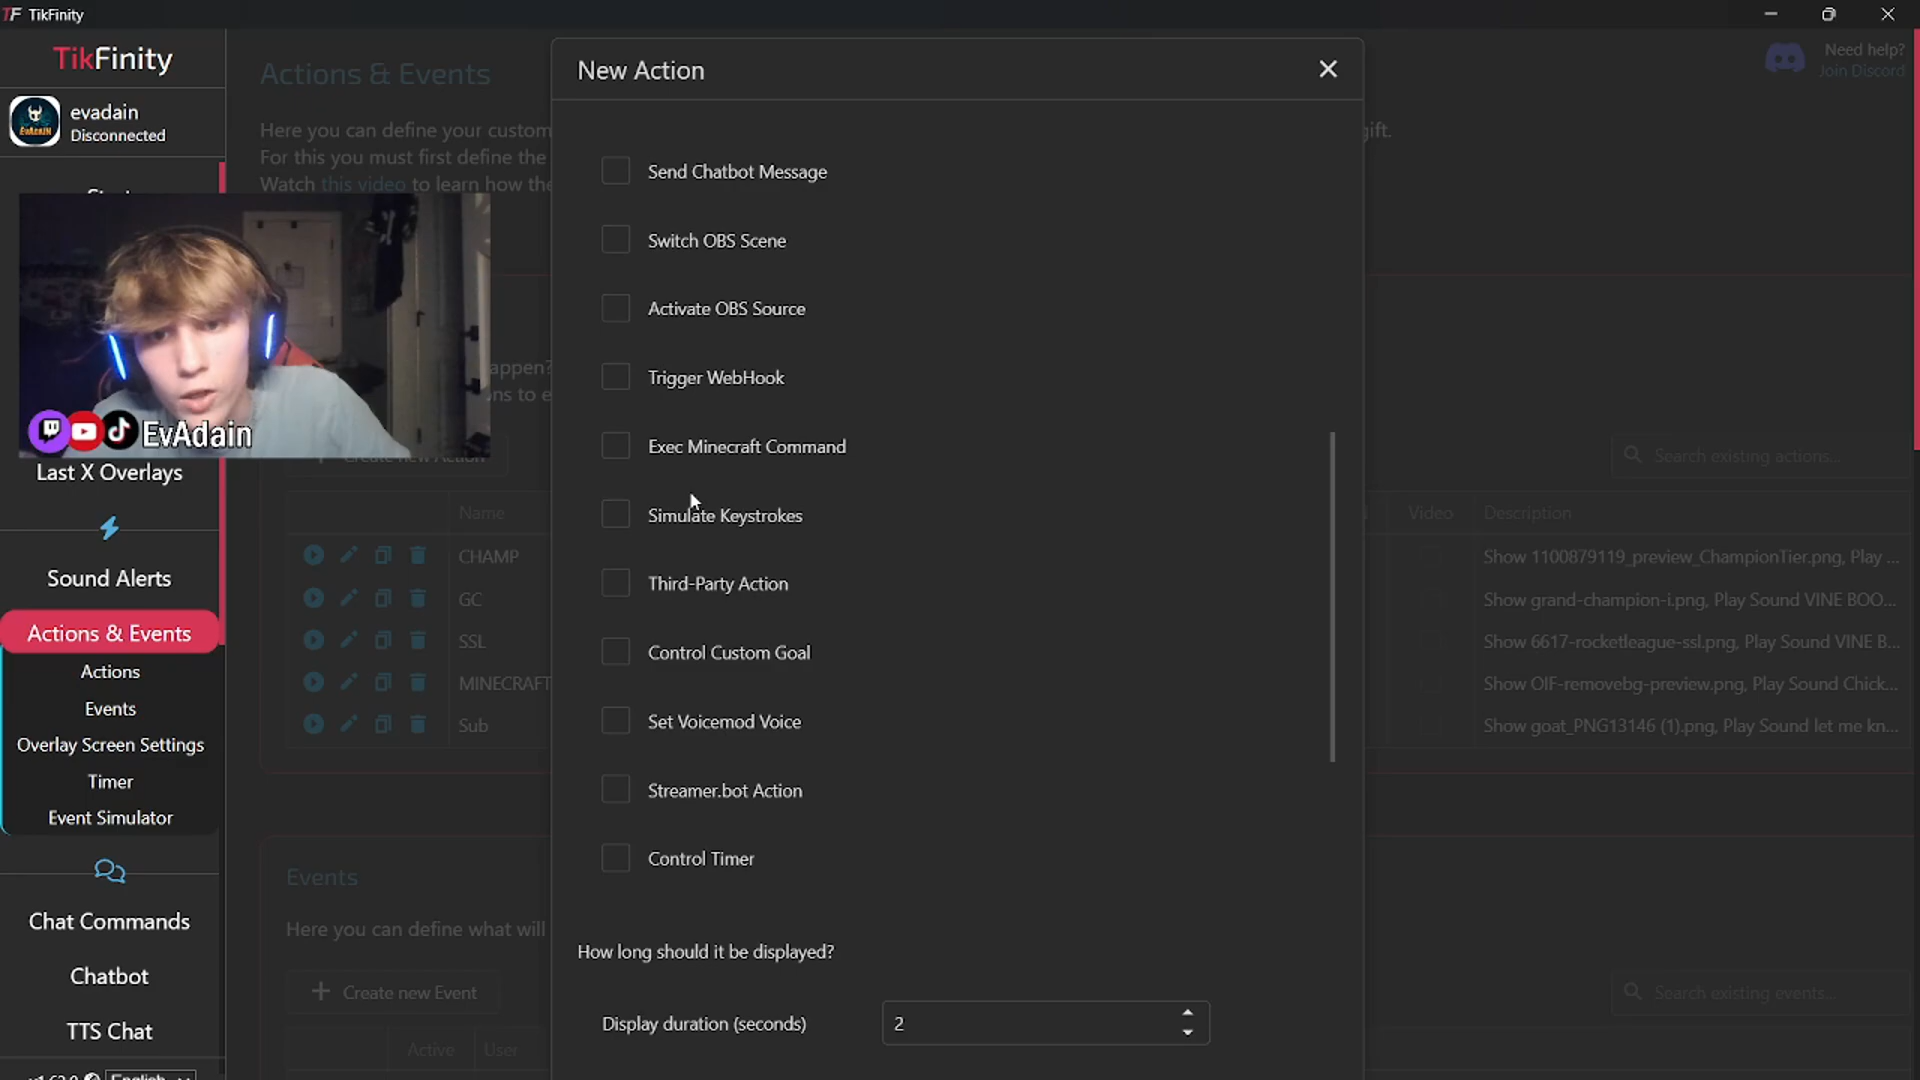 TF TikFinity
TikFinity
evadain
Disconnected
Last X Overlays
Sound Alerts
Actions & Events
Actions
Events
Overlay Screen Settings
Timer
Event Simulator
Chat Commands
Chatbot
TTS Chat
English
EvAdain
EvAdaiN
Actions & Events
Here you can define your custom
gift.
For this you must first define the
Watch this video to learn how the
appen?
ns to e
Create new Action
Name
CHAMP
GC
SSL
MINECRAFT
Sub
Events
Here you can define what will
Create new Event
Active User
New Action
Send Chatbot Message
Switch OBS Scene
Activate OBS Source
Trigger WebHook
Exec Minecraft Command
Simulate Keystrokes
Third-Party Action
Control Custom Goal
Set Voicemod Voice
Streamer.bot Action
Control Timer
How long should it be displayed?
Display duration (seconds) 2
Need help?
Join Discord
Search existing actions...
Video Description
Show 1100879119_preview_ChampionTier.png, Play ...
Show grand-champion-i.png, Play Sound VINE BOO...
Show 6617-rocketleague-ssl.png, Play Sound VINE B...
Show OIF-removebg-preview.png, Play Sound Chick...
Show goat_PNG13146 (1).png, Play Sound let me kn...
Search existing events...